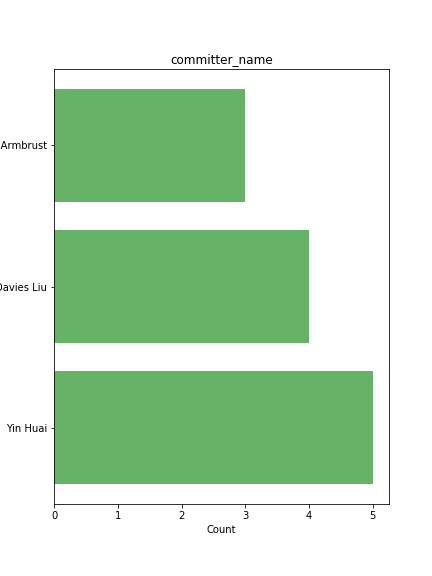 committer_name
Armbrust
Davies Liu
Yin Huai
0 1 2 3 4 5
Count